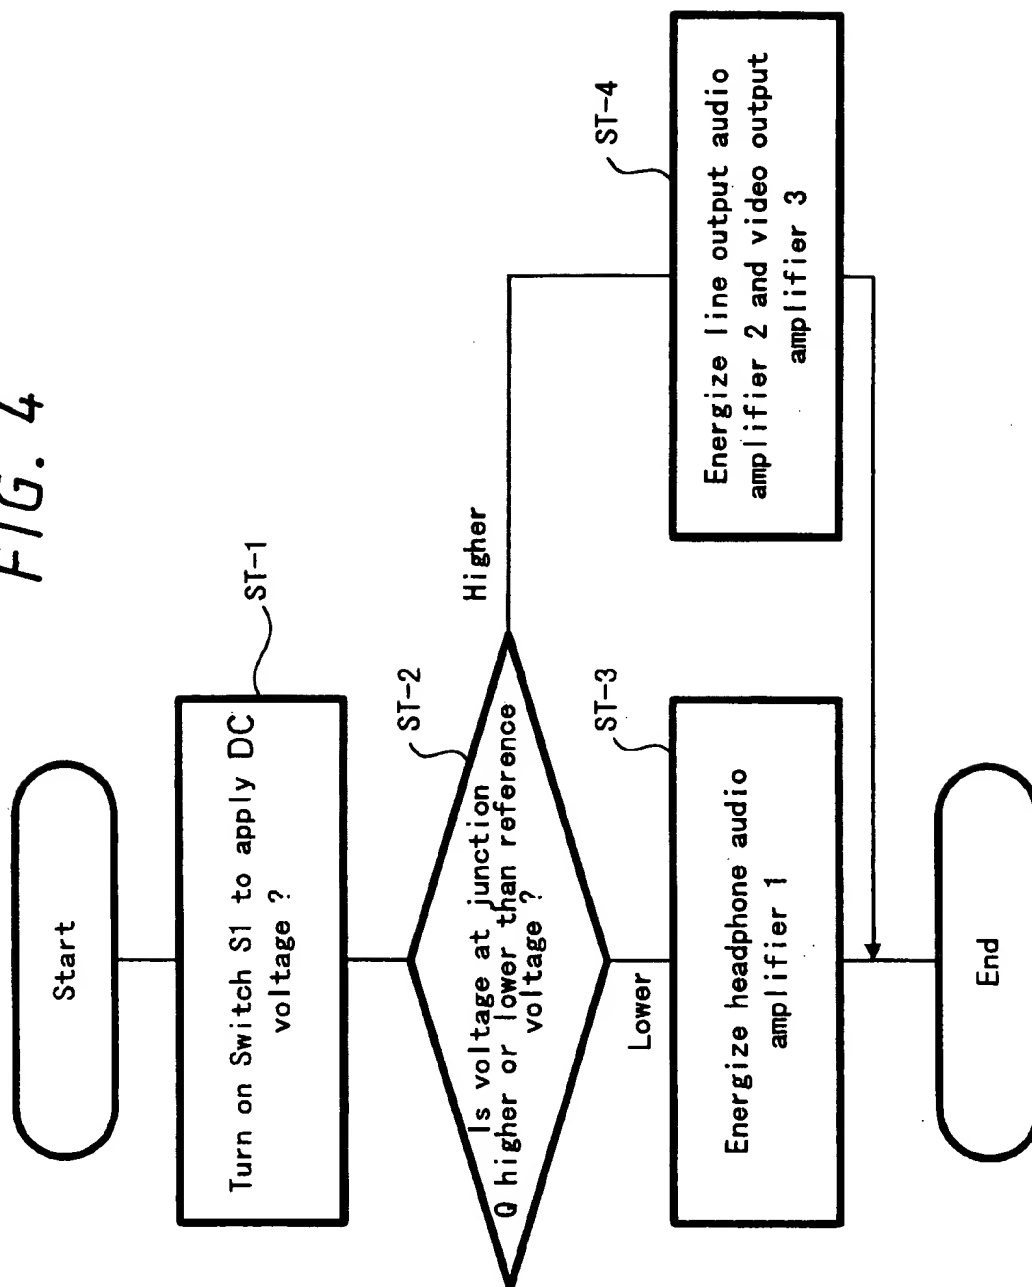 FIG. 4
Start
Turn on Switch S1 to apply DC
voltage ?
ST-1
Is voltage at junction
Q higher or lower than reference
voltage ?
ST-2
Higher
Lower
Energize headphone audio
amplifier 1
ST-3
Energize line output audio
amplifier 2 and video output
amplifier 3
ST-4
End